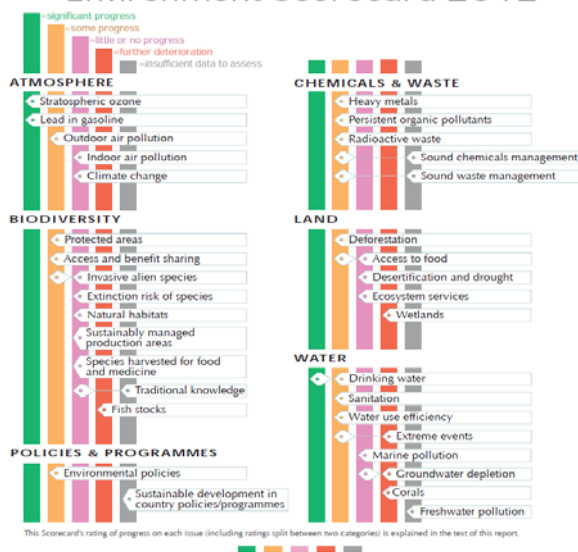 Environment Scorecard 2012
=significant progress
=some progress
=little or no progress
=further deterioration
=insufficient data to assess
ATMOSPHERE
Stratospheric ozone
Lead in gasoline
Outdoor air pollution
Indoor air pollution
Climate change
BIODIVERSITY
Protected areas
Access and benefit sharing
Invasive alien species
Extinction risk of species
Natural habitats
Sustainably managed
production areas
Species harvested for food
and medicine
Traditional knowledge
Fish stocks
POLICIES & PROGRAMMES
Environmental policies
Sustainable development in
country policies/programmes
CHEMICALS & WASTE
Heavy metals
Persistent organic pollutants
Radioactive waste
Sound chemicals management
Sound waste management
LAND
Deforestation
Access to food
Desertification and drought
Ecosystem services
Wetlands
WATER
Drinking water
Sanitation
Water use efficiency
Extreme events
Marine pollution
Groundwater depletion
Corals
Freshwater pollution
This Scorecard's rating of progress on each issue (including ratings split between two categories) is explained in the text of this report.